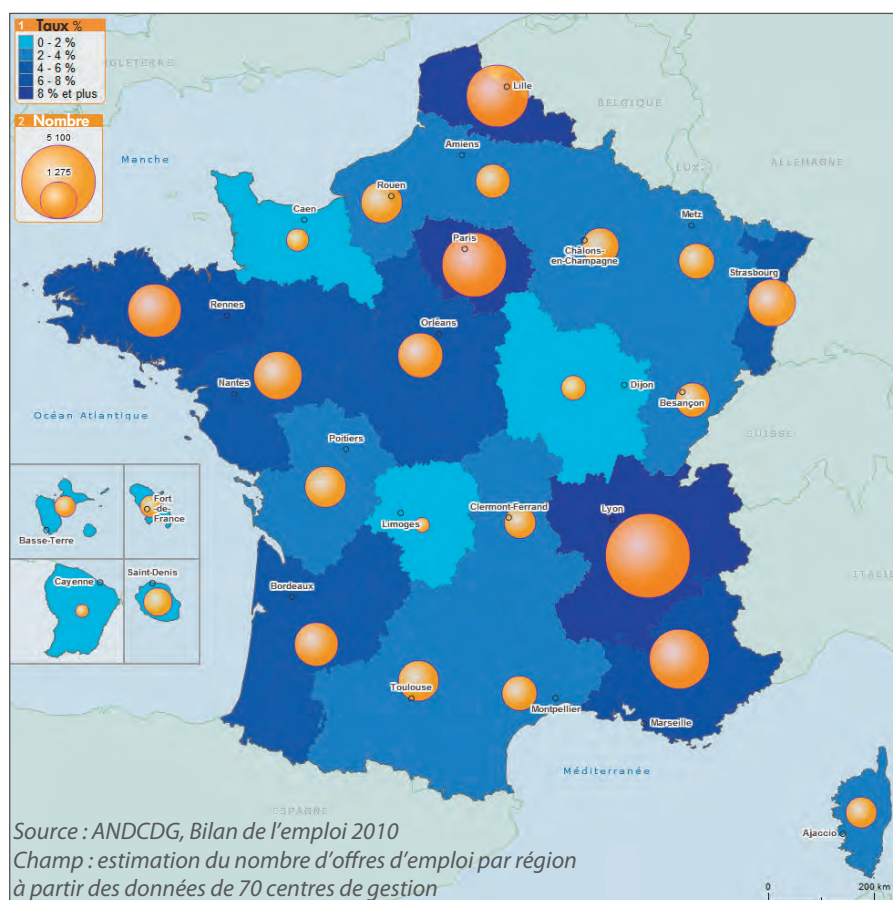 1 Taux %
0 - 2 %
2 - 4 %
4 - 6 %
6 - 8 %
8 % et plus
2 Nombre
5 100
1 275
ANGLETERRE
BELGIQUE
LUX.
ALLEMAGNE
Manche
Lille
Amiens
Rouen
Caen
Metz
Paris
Châlons-
en-Champagne
Strasbourg
Rennes
Orléans
Nantes
Dijon
Besançon
Océan Atlantique
SUISSE
Poitiers
Fort
-de-
France
Basse-Terre
Limoges
Clermont-Ferrand
Lyon
Cayenne
Saint-Denis
ITALIE
Bordeaux
Toulouse
Montpellier
Marseille
Méditerranée
ESPAGNE
Ajaccio
Source : ANDCDG, Bilan de l'emploi 2010
Champ : estimation du nombre d'offres d'emploi par région
à partir des données de 70 centres de gestion
0 200 km